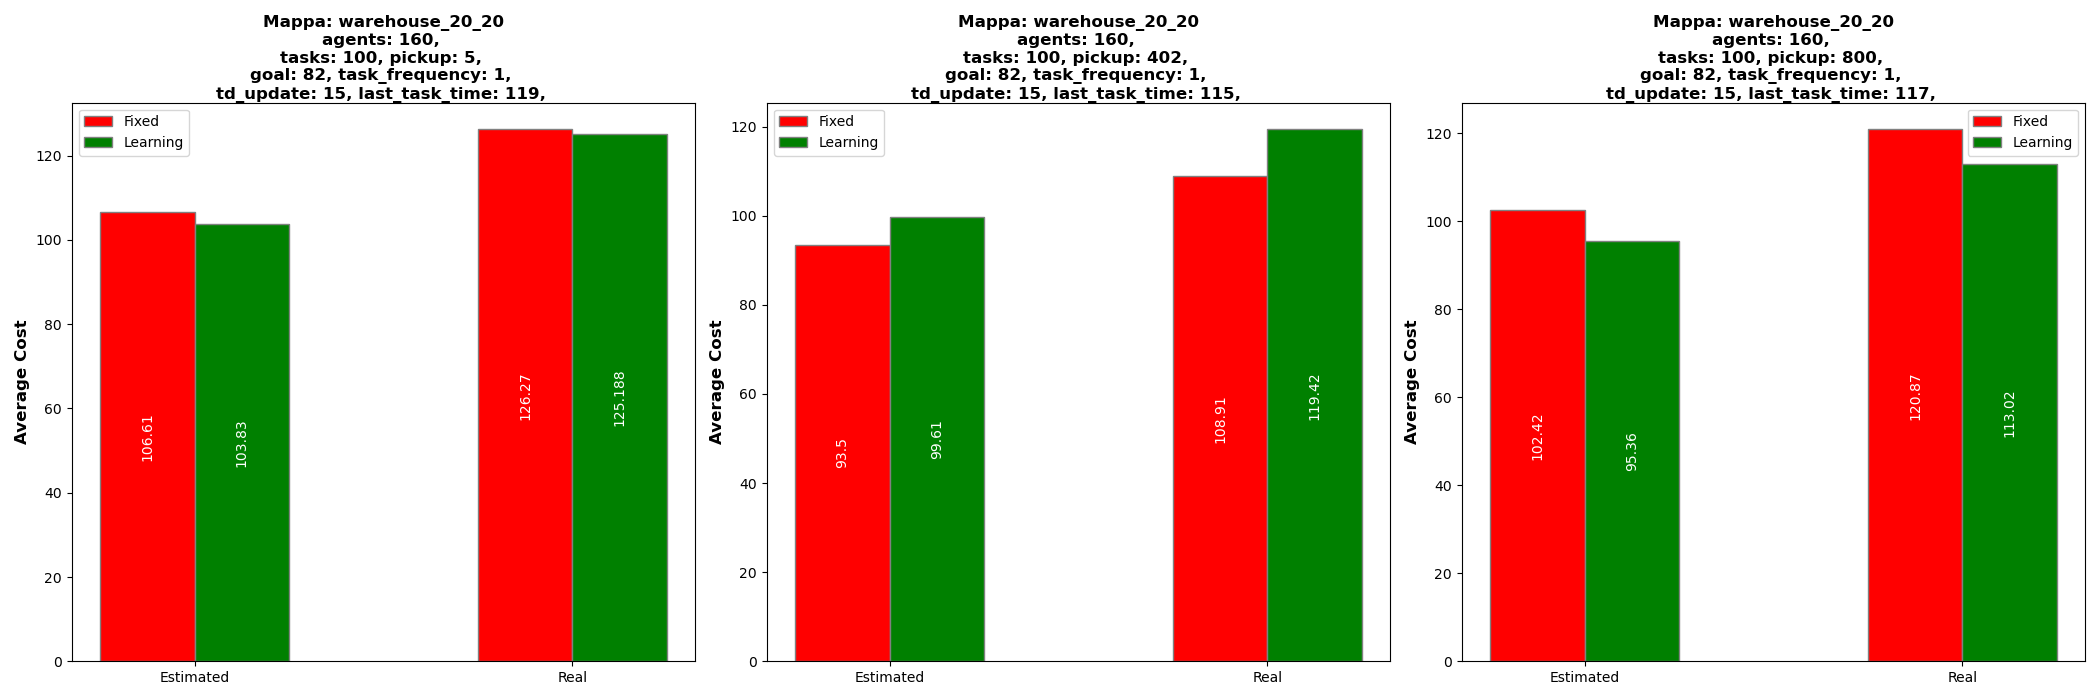 Mappa: warehouse_20_20
agents: 160,
tasks: 100, pickup: 5,
goal: 82, task_frequency: 1,
td_update: 15, last_task_time: 119,
Fixed
Learning
120
100
80
60
40
20
0
Average Cost
106.61
103.83
126.27
125.188
Estimated
Real
Mappa: warehouse_20_20
agents: 160,
tasks: 100, pickup: 402,
goal: 82, task_frequency: 1,
td_update: 15, last_task_time: 115,
Fixed
Learning
120
100
80
60
40
20
0
Average Cost
93.5
99.61
108.91
119.42
Estimated
Real
Mappa: warehouse_20_20
agents: 160,
tasks: 100, pickup: 800,
goal: 82, task_frequency: 1,
td_update: 15, last_task_time: 117,
Fixed
Learning
120
100
80
60
40
20
0
Average Cost
102.42
95.36
120.87
113.02
Estimated
Real